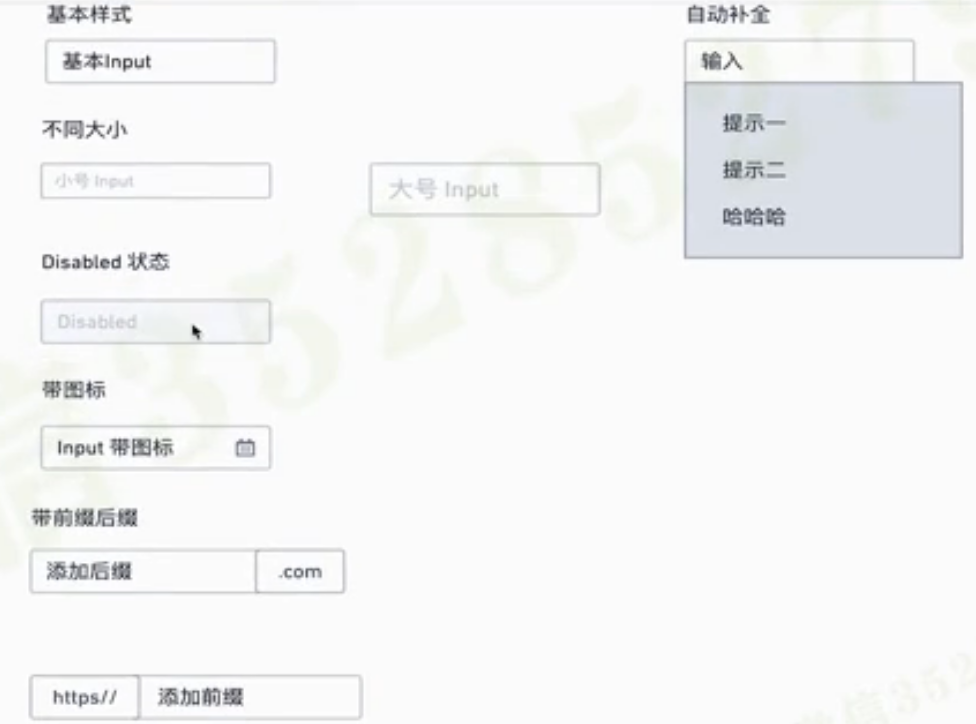 基本样式
基本Input
不同大小
小号 Input
大号 Input
Disabled 状态
Disabled
带图标
Input 带图标
带前缀后缀
添加后缀
.com
https//
添加前缀
自动补全
输入
提示一
提示二
哈哈哈